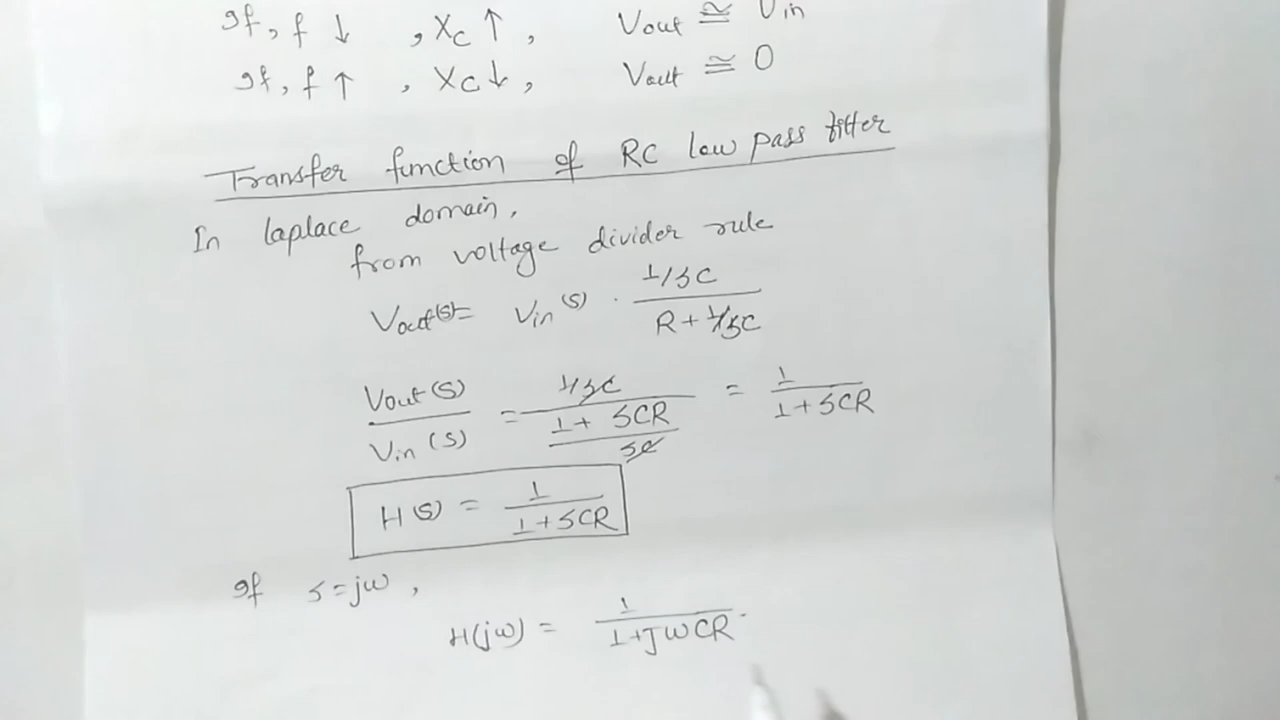 If, f ↓ , Xc ↑ , Vout ≅ Vin
If, f ↑ , Xc ↓ , Vout ≅ 0
Transfer function of RC low pass filter
In laplace domain,
from voltage divider rule
Vout(s) = Vin(s) · (1/SC)/(R + 1/SC)
Vout(s)/Vin(s) = (1/SC)/((1 + SCR)/SC) = 1/(1 + SCR)
H(s) = 1/(1 + SCR)
If s = jω ,
H(jω) = 1/(1+jωCR) .